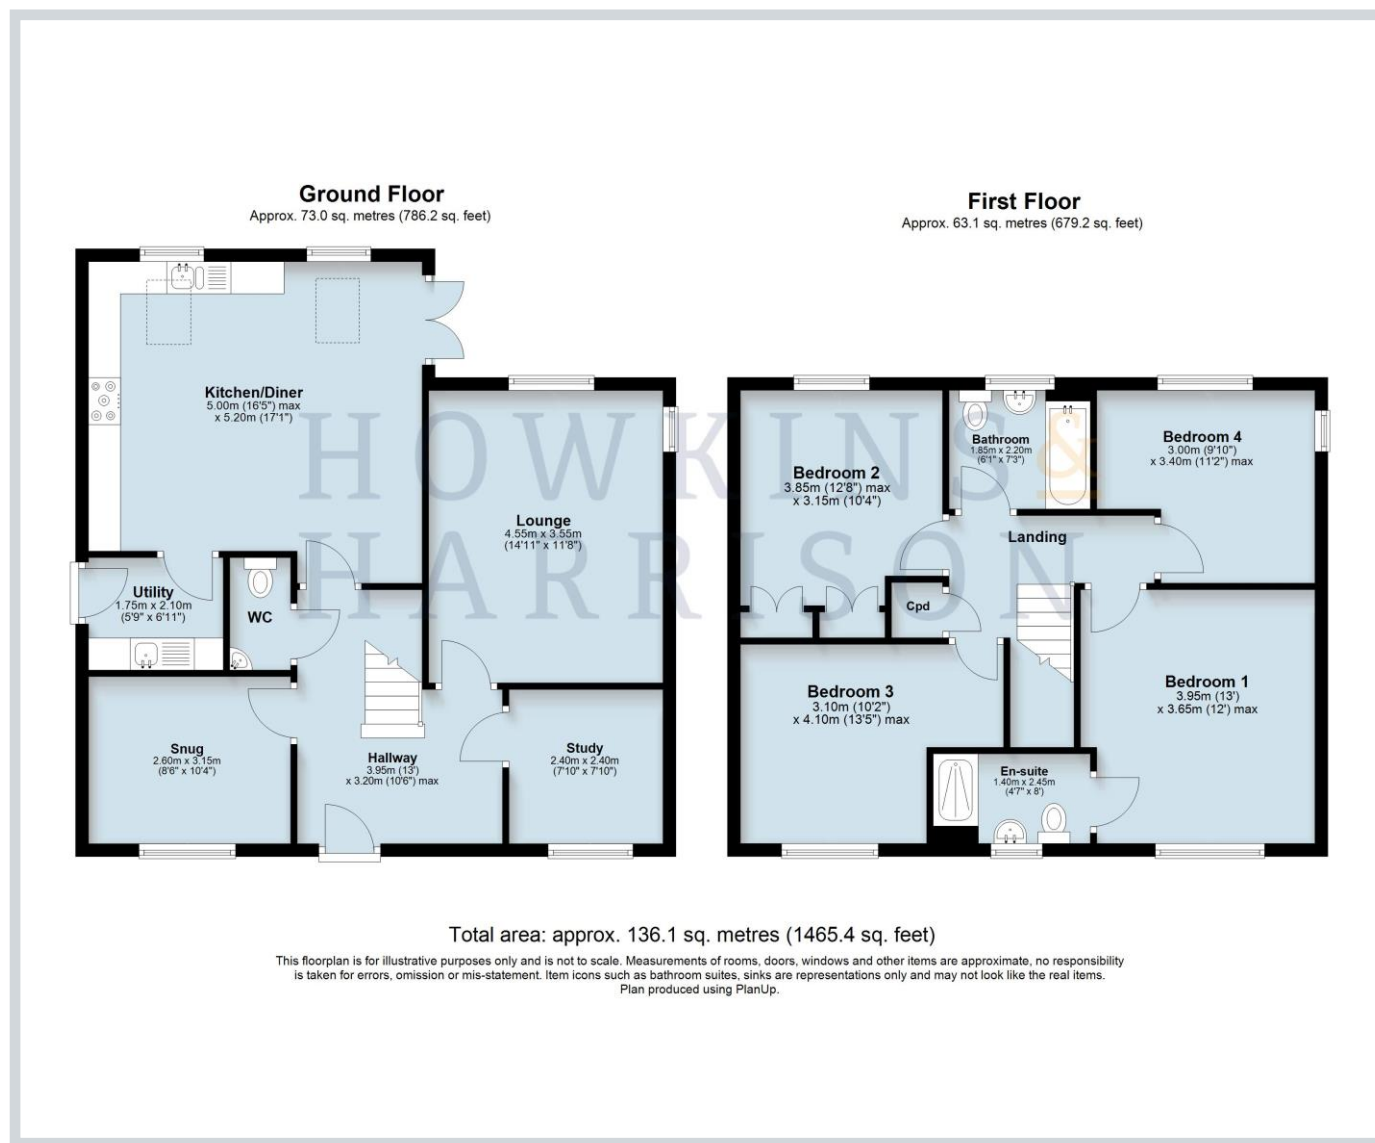 Ground Floor
Approx. 73.0 sq. metres (786.2 sq. feet)
Kitchen/Diner
5.00m (16'5") max
x 5.20m (17'1")
Lounge
4.55m x 3.55m
(14'11" x 11'8")
Utility
1.75m x 2.10m
(5'9" x 6'11")
WC
Snug
2.60m x 3.15m
(8'6" x 10'4")
Hallway
3.95m (13')
x 3.20m (10'6") max
Study
2.40m x 2.40m
(7'10" x 7'10")
First Floor
Approx. 63.1 sq. metres (679.2 sq. feet)
Bedroom 2
3.85m (12'8") max
x 3.15m (10'4")
Bathroom
1.85m x 2.20m
(6'1" x 7'3")
Bedroom 4
3.00m (9'10")
x 3.40m (11'2") max
Landing
Cpd
Bedroom 3
3.10m (10'2")
x 4.10m (13'5") max
Bedroom 1
3.95m (13')
x 3.65m (12') max
En-suite
1.40m x 2.45m
(4'7" x 8')
HOWKINS &
HARRISON
Total area: approx. 136.1 sq. metres (1465.4 sq. feet)
This floorplan is for illustrative purposes only and is not to scale. Measurements of rooms, doors, windows and other items are approximate, no responsibility
is taken for errors, omission or mis-statement. Item icons such as bathroom suites, sinks are representations only and may not look like the real items.
Plan produced using PlanUp.